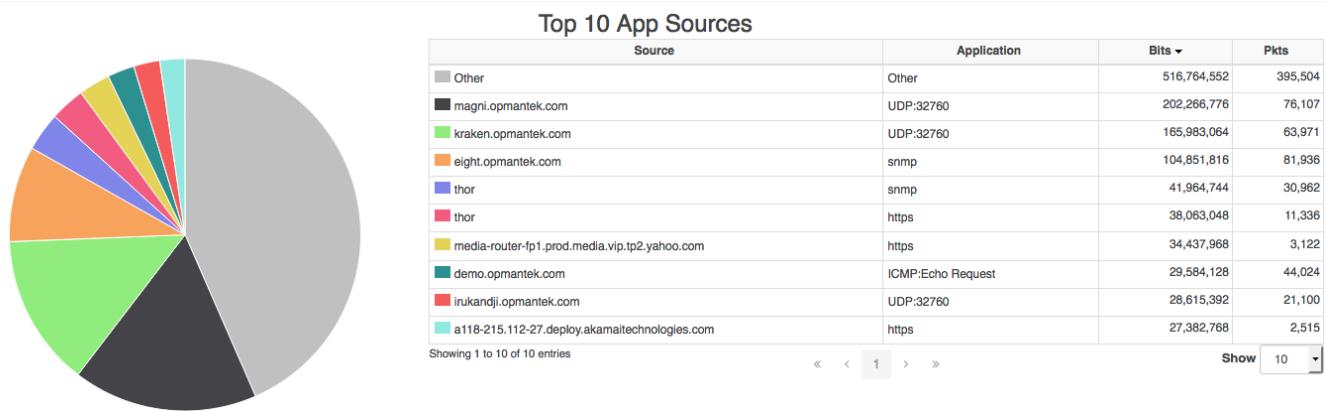 Top 10 App Sources
Source Application Bits Pkts
Other Other 516,764,552 395,504
magni.opmantek.com UDP:32760 202,266,776 76,107
kraken.opmantek.com UDP:32760 165,983,064 63,971
eight.opmantek.com snmp 104,851,816 81,936
thor snmp 41,964,744 30,962
thor https 38,063,048 11,336
media-router-fp1.prod.media.vip.tp2.yahoo.com https 34,437,968 3,122
demo.opmantek.com ICMP:Echo Request 29,584,128 44,024
irukandji.opmantek.com UDP:32760 28,615,392 21,100
a118-215.112-27.deploy.akamaitechnologies.com https 27,382,768 2,515
Showing 1 to 10 of 10 entries « ‹ 1 › » Show 10